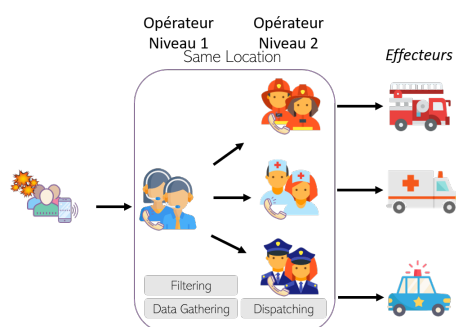 Opérateur
Niveau 1
Opérateur
Niveau 2
Same Location
Effecteurs
Filtering
Data Gathering
Dispatching